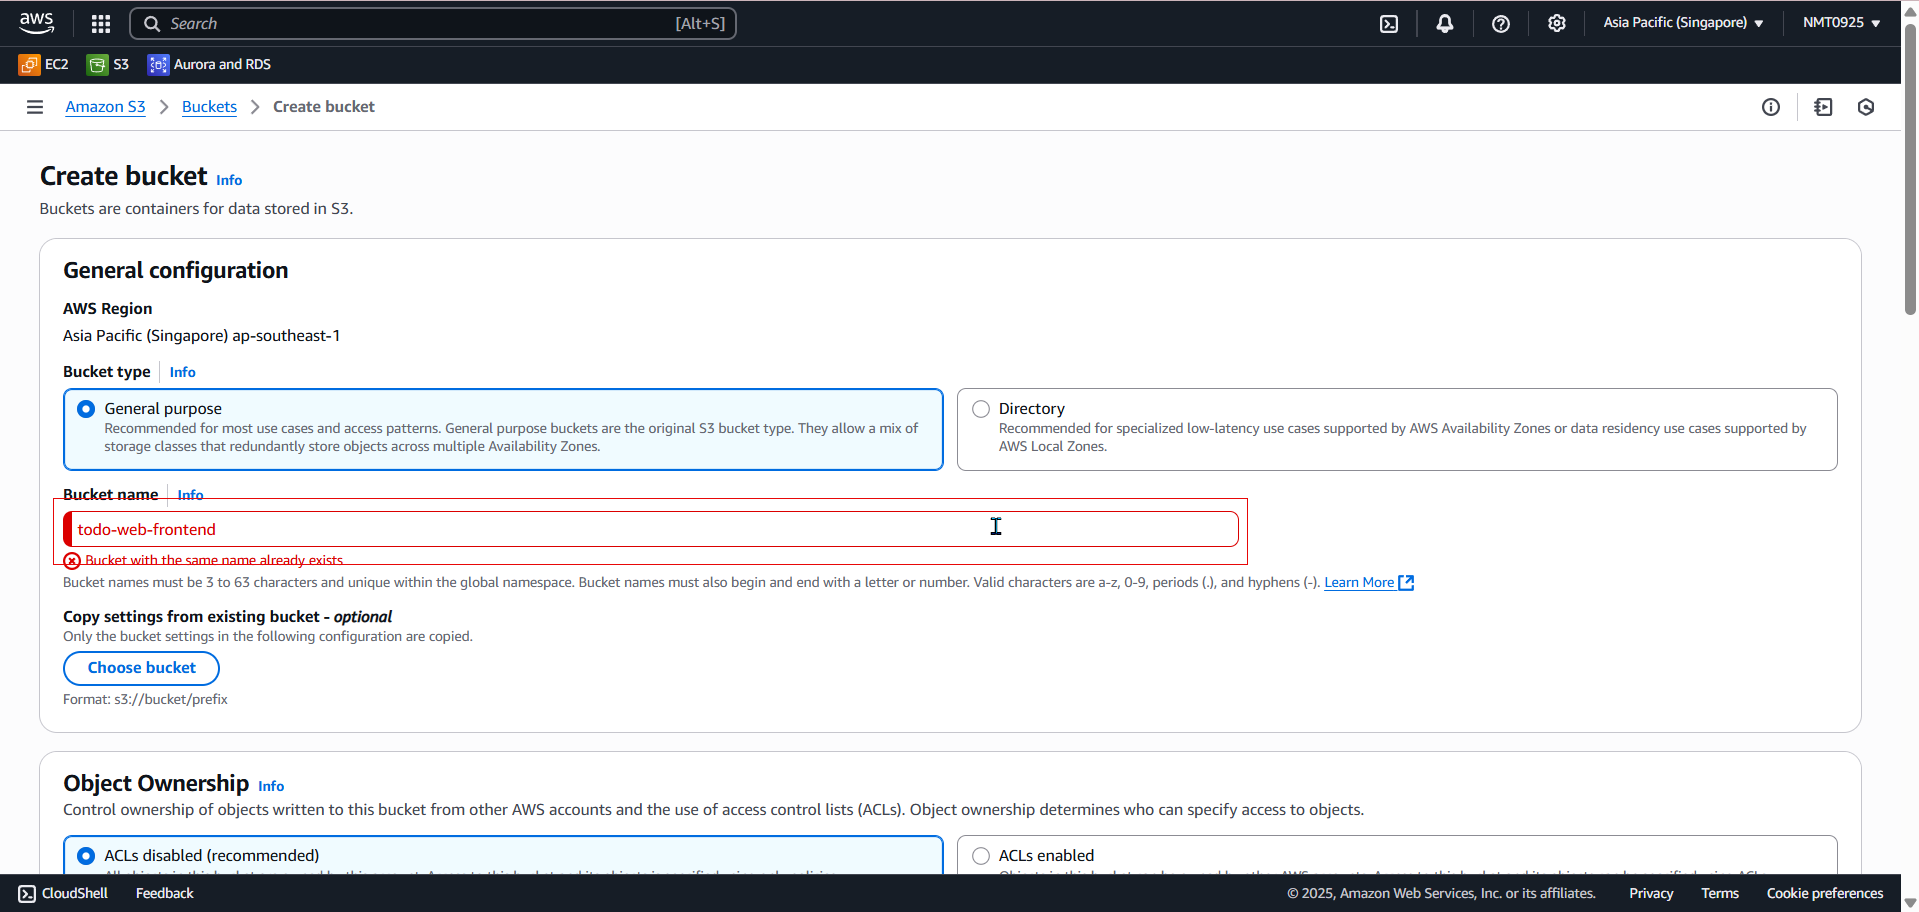 aws
Search [Alt+S]
Asia Pacific (Singapore)
NMT0925
EC2
S3
Aurora and RDS
Amazon S3
Buckets
Create bucket
Create bucket
Info
Buckets are containers for data stored in S3.
General configuration
AWS Region
Asia Pacific (Singapore) ap-southeast-1
Bucket type
Info
General purpose
Recommended for most use cases and access patterns. General purpose buckets are the original S3 bucket type. They allow a mix of
storage classes that redundantly store objects across multiple Availability Zones.
Directory
Recommended for specialized low-latency use cases supported by AWS Availability Zones or data residency use cases supported by
AWS Local Zones.
Bucket name
Info
todo-web-frontend
Bucket with the same name already exists
Bucket names must be 3 to 63 characters and unique within the global namespace. Bucket names must also begin and end with a letter or number. Valid characters are a-z, 0-9, periods (.), and hyphens (-). Learn More
Copy settings from existing bucket - optional
Only the bucket settings in the following configuration are copied.
Choose bucket
Format: s3://bucket/prefix
Object Ownership
Info
Control ownership of objects written to this bucket from other AWS accounts and the use of access control lists (ACLs). Object ownership determines who can specify access to objects.
ACLs disabled (recommended)
ACLs enabled
CloudShell
Feedback
© 2025, Amazon Web Services, Inc. or its affiliates.
Privacy
Terms
Cookie preferences